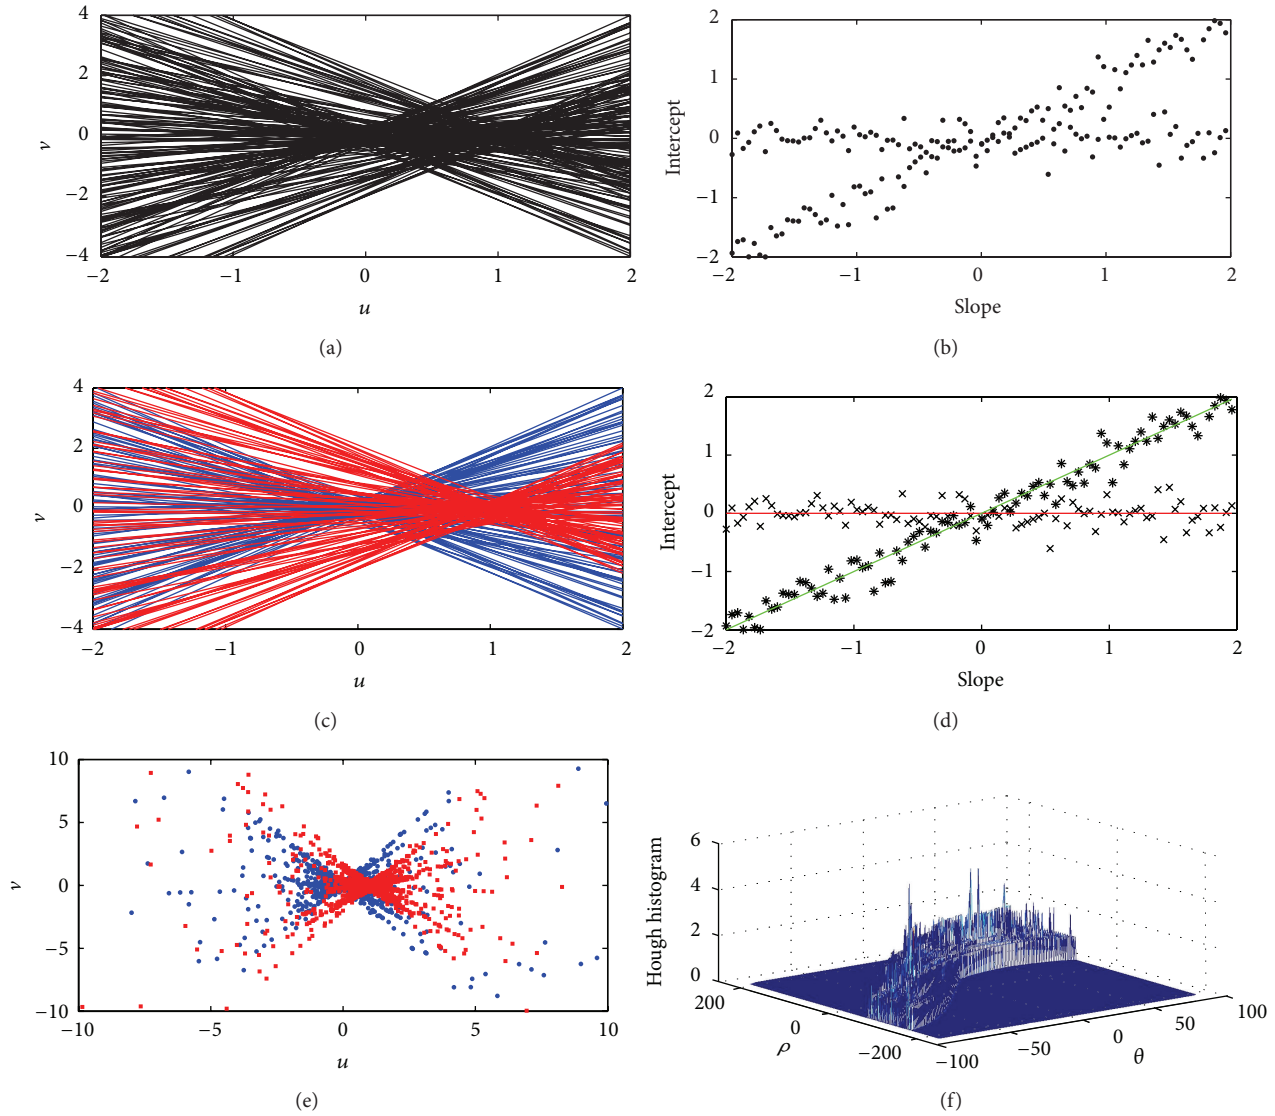 4
2
0
−2
−4
v
−2 −1 0 1 2
u
(a)
2
1
0
−1
−2
Intercept
−2 −1 0 1 2
Slope
(b)
4
2
0
−2
−4
v
−2 −1 0 1 2
u
(c)
2
1
0
−1
−2
Intercept
−2 −1 0 1 2
Slope
(d)
10
5
0
−5
−10
v
−10 −5 0 5 10
u
(e)
6
4
2
0
Hough histogram
200 0 −200
ρ
−100 −50 0 50 100
θ
(f)